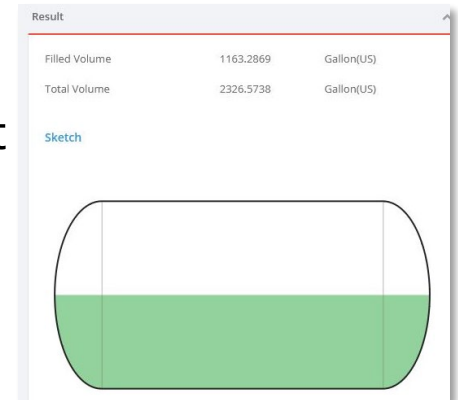 Result
Filled Volume 1163.2869 Gallon(US)
Total Volume 2326.5738 Gallon(US)
t
Sketch